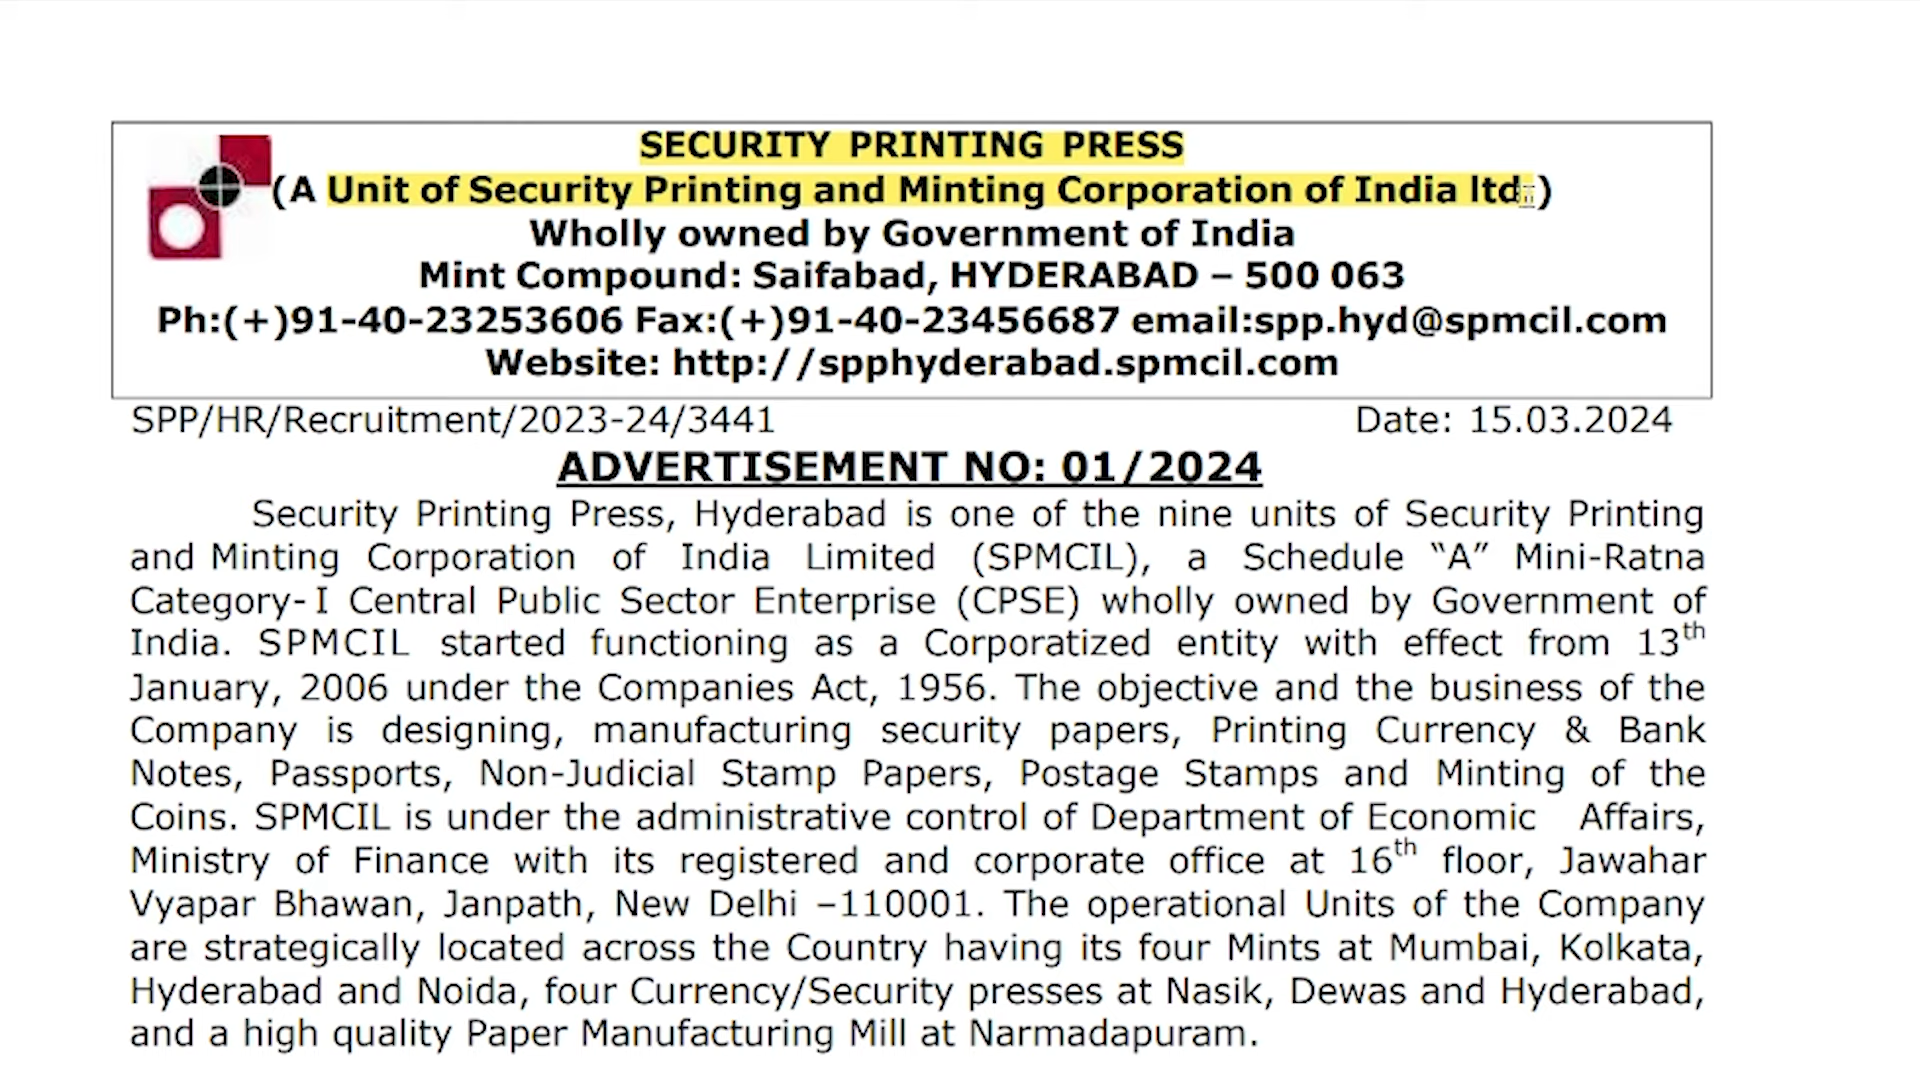 SECURITY PRINTING PRESS
(A Unit of Security Printing and Minting Corporation of India ltd.)
Wholly owned by Government of India
Mint Compound: Saifabad, HYDERABAD – 500 063
Ph:(+)91-40-23253606 Fax:(+)91-40-23456687 email:spp.hyd@spmcil.com
Website: http://spphyderabad.spmcil.com
SPP/HR/Recruitment/2023-24/3441 Date: 15.03.2024
ADVERTISEMENT NO: 01/2024
Security Printing Press, Hyderabad is one of the nine units of Security Printing
and Minting Corporation of India Limited (SPMCIL), a Schedule “A” Mini-Ratna
Category-I Central Public Sector Enterprise (CPSE) wholly owned by Government of
India. SPMCIL started functioning as a Corporatized entity with effect from 13th
January, 2006 under the Companies Act, 1956. The objective and the business of the
Company is designing, manufacturing security papers, Printing Currency & Bank
Notes, Passports, Non-Judicial Stamp Papers, Postage Stamps and Minting of the
Coins. SPMCIL is under the administrative control of Department of Economic Affairs,
Ministry of Finance with its registered and corporate office at 16th floor, Jawahar
Vyapar Bhawan, Janpath, New Delhi –110001. The operational Units of the Company
are strategically located across the Country having its four Mints at Mumbai, Kolkata,
Hyderabad and Noida, four Currency/Security presses at Nasik, Dewas and Hyderabad,
and a high quality Paper Manufacturing Mill at Narmadapuram.